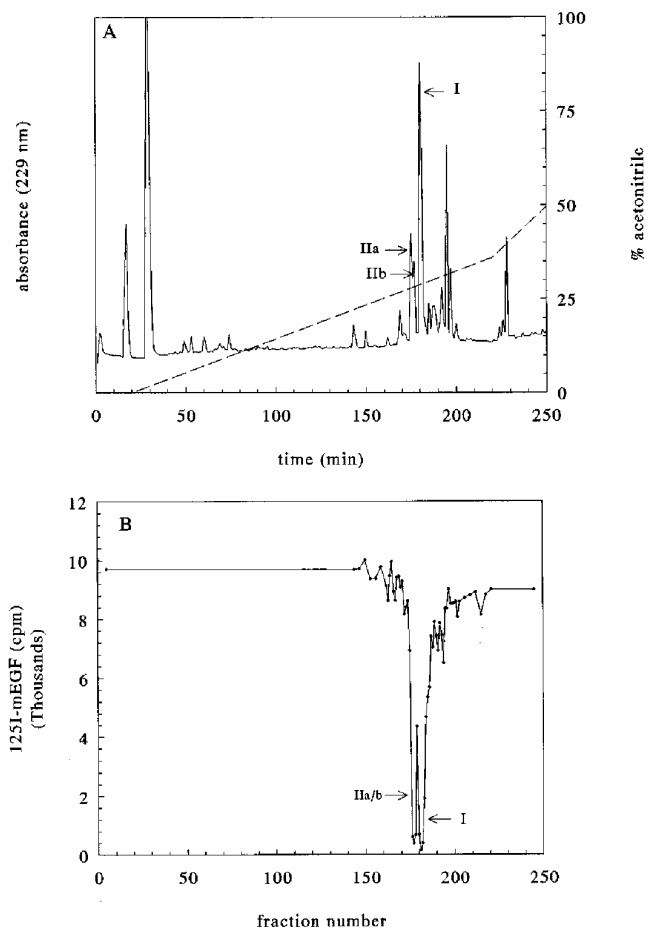 A
absorbance (229 nm)
100
75
50
25
0
% acetonitrile
I
IIa
IIb
0 50 100 150 200 250
time (min)
B
125I-mEGF (cpm)
(Thousands)
12
10
8
6
4
2
0
IIa/b
I
0 50 100 150 200 250
fraction number